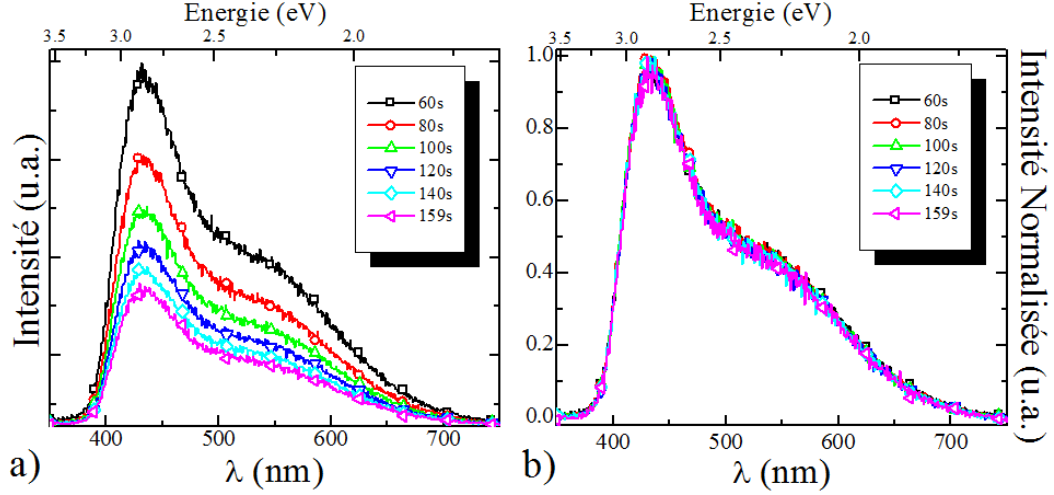 Energie (eV)
3.5 3.0 2.5 2.0
Intensité (u.a.)
60s
80s
100s
120s
140s
159s
400 500 600 700
λ (nm)
a)
Energie (eV)
3.5 3.0 2.5 2.0
1.0
0.8
0.6
0.4
0.2
0.0
60s
80s
100s
120s
140s
159s
Intensité Normalisée (u.a.)
400 500 600 700
λ (nm)
b)